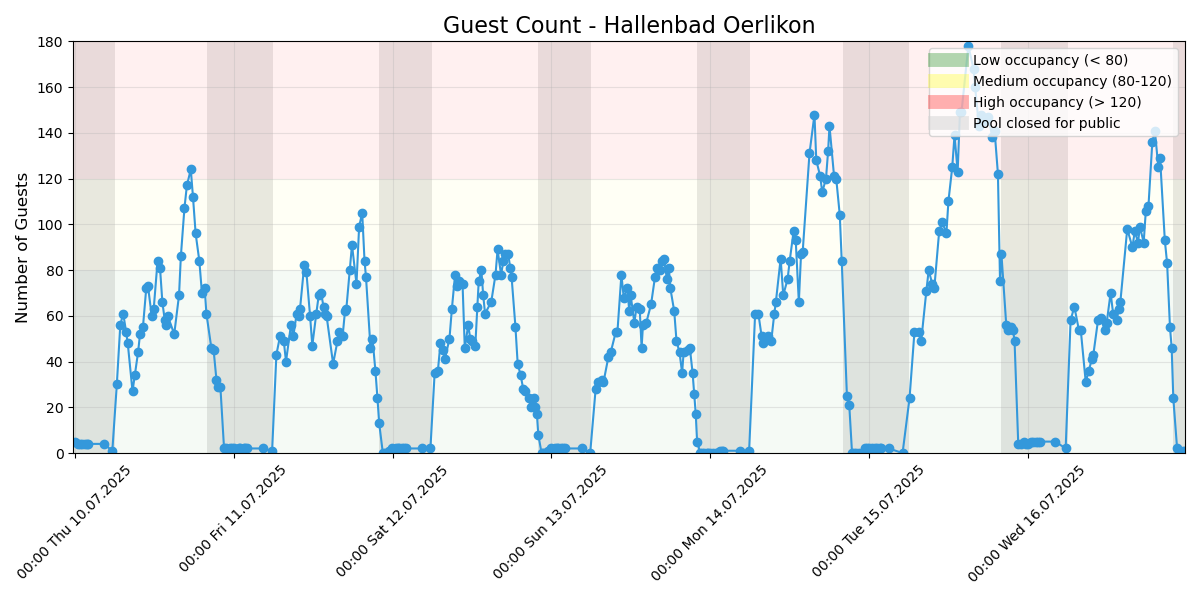 Guest Count - Hallenbad Oerlikon
Number of Guests
180
160
140
120
100
80
60
40
20
0
Low occupancy (< 80)
Medium occupancy (80-120)
High occupancy (> 120)
Pool closed for public
00:00 Thu 10.07.2025
00:00 Fri 11.07.2025
00:00 Sat 12.07.2025
00:00 Sun 13.07.2025
00:00 Mon 14.07.2025
00:00 Tue 15.07.2025
00:00 Wed 16.07.2025